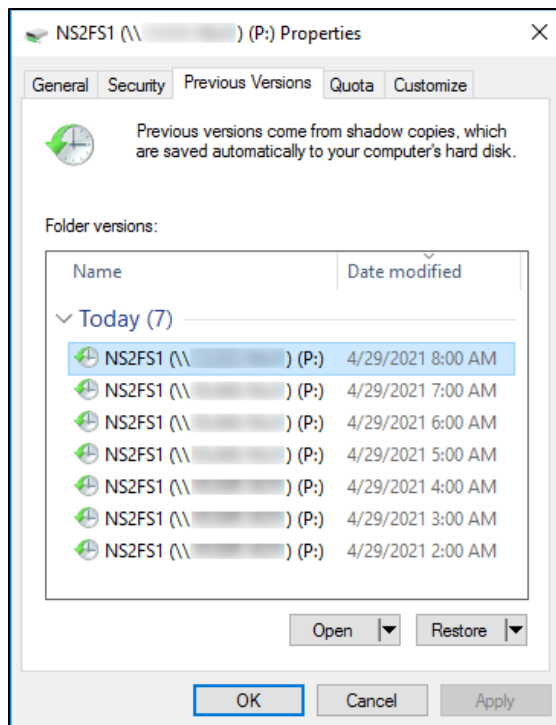 NS2FS1 (\\ ) (P:) Properties
General Security Previous Versions Quota Customize
Previous versions come from shadow copies, which
are saved automatically to your computer's hard disk.
Folder versions:
Name Date modified
Today (7)
NS2FS1 (\\ ) (P:) 4/29/2021 8:00 AM
NS2FS1 (\\ ) (P:) 4/29/2021 7:00 AM
NS2FS1 (\\ ) (P:) 4/29/2021 6:00 AM
NS2FS1 (\\ ) (P:) 4/29/2021 5:00 AM
NS2FS1 (\\ ) (P:) 4/29/2021 4:00 AM
NS2FS1 (\\ ) (P:) 4/29/2021 3:00 AM
NS2FS1 (\\ ) (P:) 4/29/2021 2:00 AM
Open Restore
OK Cancel Apply